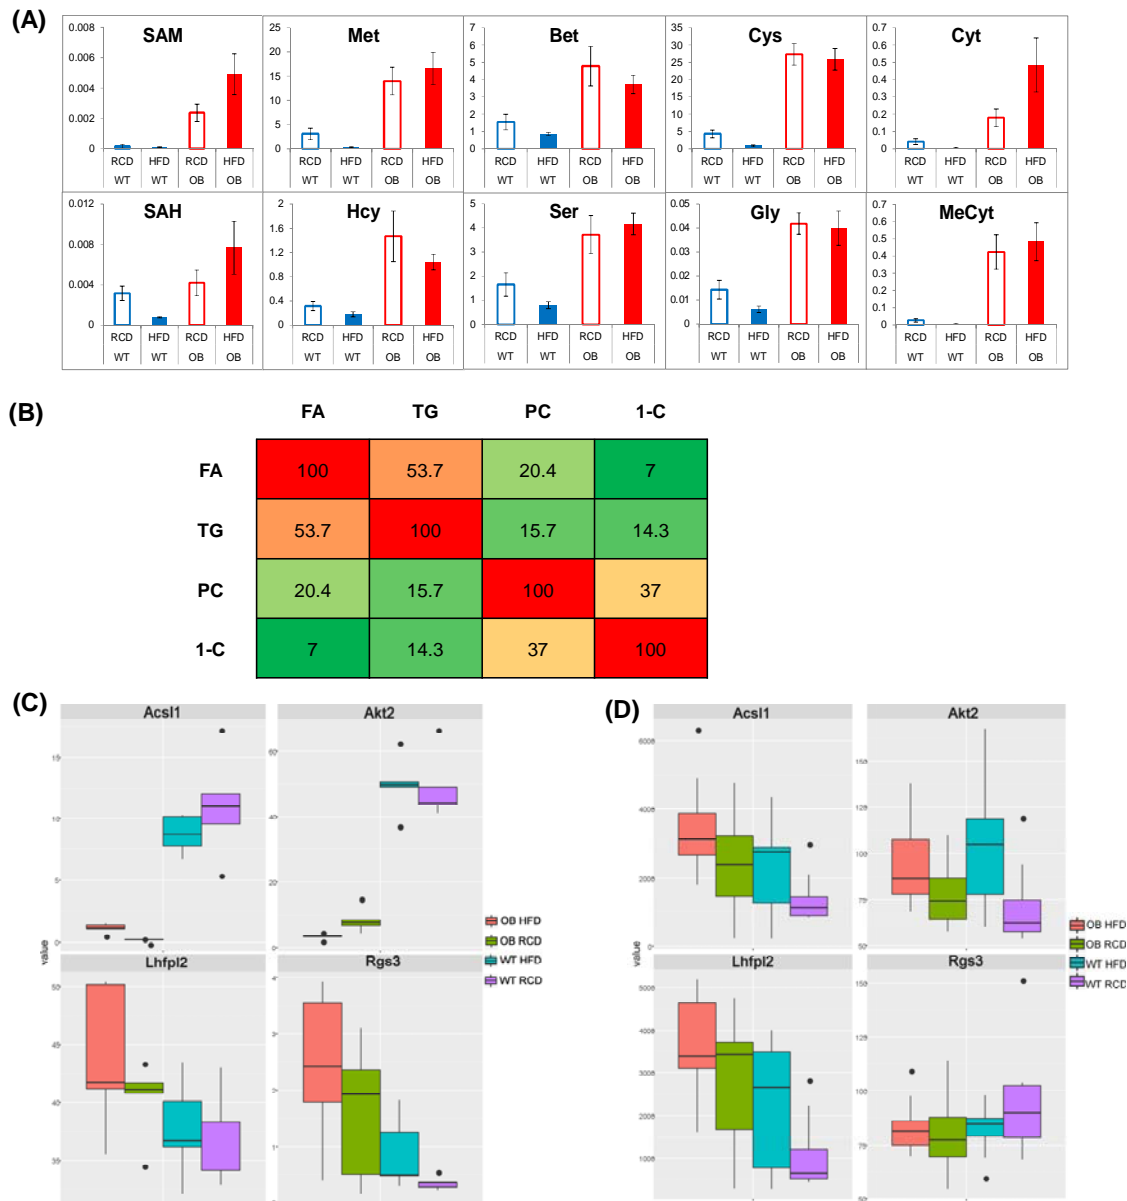 (A)
SAM Met Bet Cys Cyt
0.008 25 7 35 0.7
0.006 20 6 30 0.6
0.004 15 5 25 0.5
0.002 10 4 20 0.4
0 5 3 15 0.3
0 2 10 0.2
1 5 0.1
0 0 0
RCD HFD RCD HFD RCD HFD RCD HFD RCD HFD RCD HFD RCD HFD RCD HFD RCD HFD RCD HFD
WT WT OB OB WT WT OB OB WT WT OB OB WT WT OB OB WT WT OB OB
SAH Hcy Ser Gly MeCyt
0.012 2 5 0.05 0.7
0.008 1.6 4 0.04 0.6
0.004 1.2 3 0.03 0.5
0 0.8 2 0.02 0.4
0.4 1 0.01 0.3
0 0 0 0.2
0.1
0
RCD HFD RCD HFD RCD HFD RCD HFD RCD HFD RCD HFD RCD HFD RCD HFD RCD HFD RCD HFD
WT WT OB OB WT WT OB OB WT WT OB OB WT WT OB OB WT WT OB OB
(B)
FA TG PC 1-C
FA 100 53.7 20.4 7
TG 53.7 100 15.7 14.3
PC 20.4 15.7 100 37
1-C 7 14.3 37 100
(C)
Acsl1 Akt2
Lhfpl2 Rgs3
value
OB HFD
OB RCD
WT HFD
WT RCD
(D)
Acsl1 Akt2
Lhfpl2 Rgs3
value
OB HFD
OB RCD
WT HFD
WT RCD